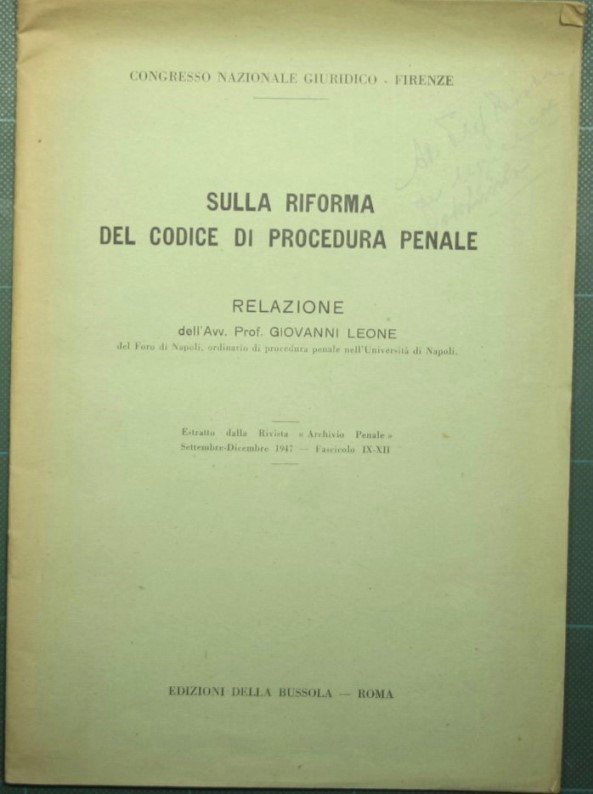 CONGRESSO NAZIONALE GIURIDICO - FIRENZE
SULLA RIFORMA
DEL CODICE DI PROCEDURA PENALE
RELAZIONE
dell'Avv. Prof. GIOVANNI LEONE
del Foro di Napoli, ordinario di procedura penale nell'Università di Napoli.
Estratto dalla Rivista « Archivio Penale »
Settembre-Dicembre 1947 — Fascicolo IX-XII
EDIZIONI DELLA BUSSOLA — ROMA